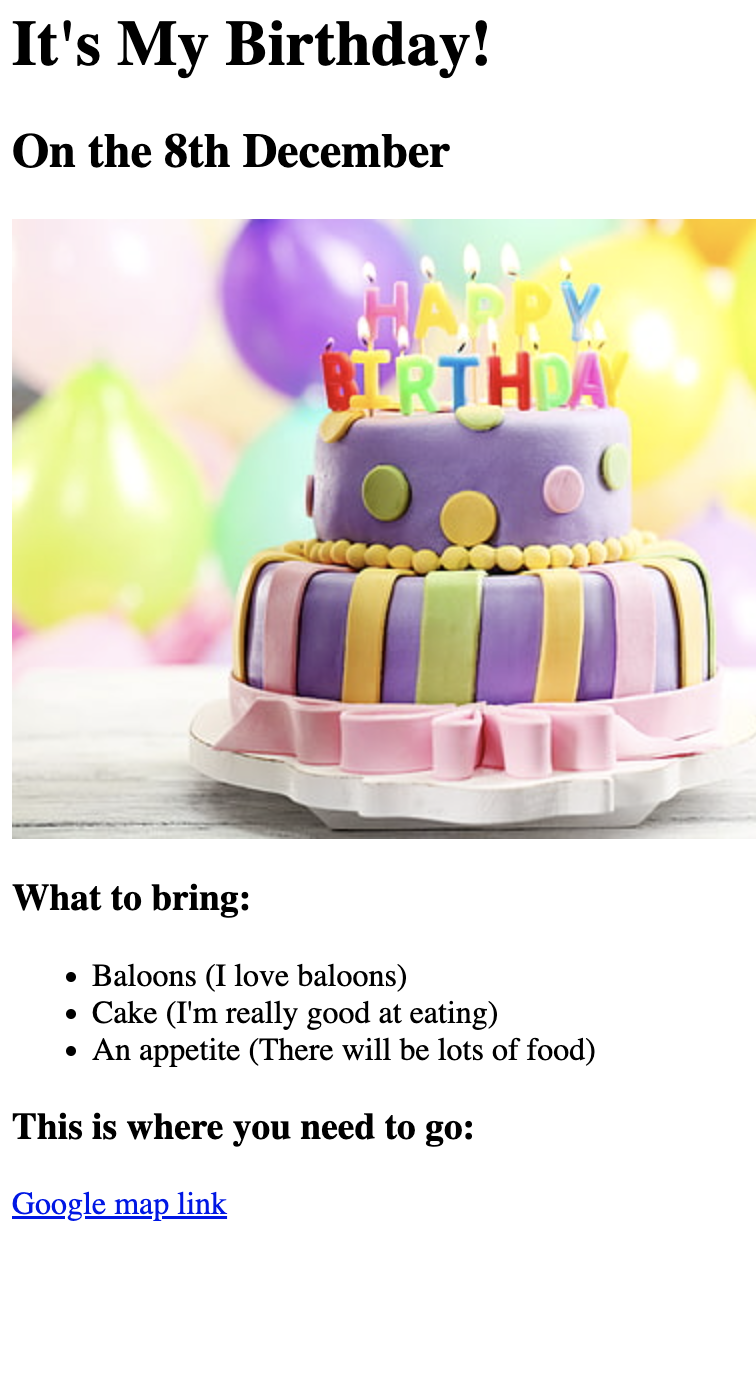 It's My Birthday!
On the 8th December
HAPPY
BIRTHDAY
What to bring:
Baloons (I love baloons)
Cake (I'm really good at eating)
An appetite (There will be lots of food)
This is where you need to go:
Google map link